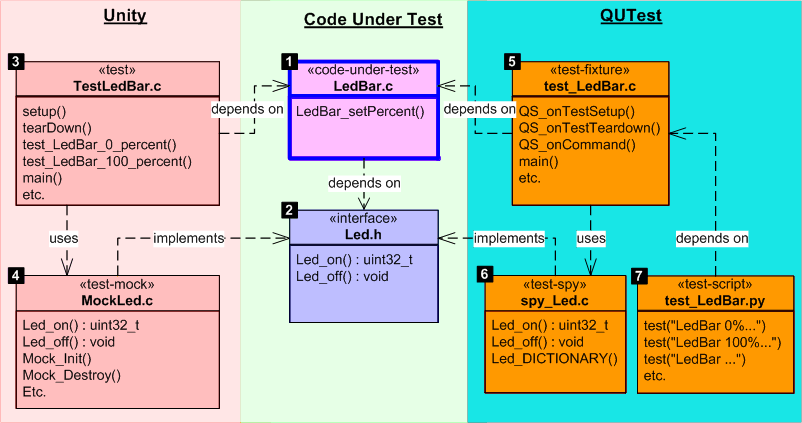 Unity
Code Under Test
QUTest
3
«test»
TestLedBar.c
setup()
tearDown()
test_LedBar_0_percent()
test_LedBar_100_percent()
main()
etc.
depends on
1
«code-under-test»
LedBar.c
LedBar_setPercent()
depends on
5
«test-fixture»
test_LedBar.c
QS_onTestSetup()
QS_onTestTeardown()
QS_onCommand()
main()
etc.
depends on
uses
implements
2
«interface»
Led.h
Led_on() : uint32_t
Led_off() : void
implements
uses
depends on
4
«test-mock»
MockLed.c
Led_on() : uint32_t
Led_off() : void
Mock_Init()
Mock_Destroy()
Etc.
6
«test-spy»
spy_Led.c
Led_on() : uint32_t
Led_off() : void
Led_DICTIONARY()
7
«test-script»
test_LedBar.py
test("LedBar 0%...")
test("LedBar 100%...")
test("LedBar ...")
etc.